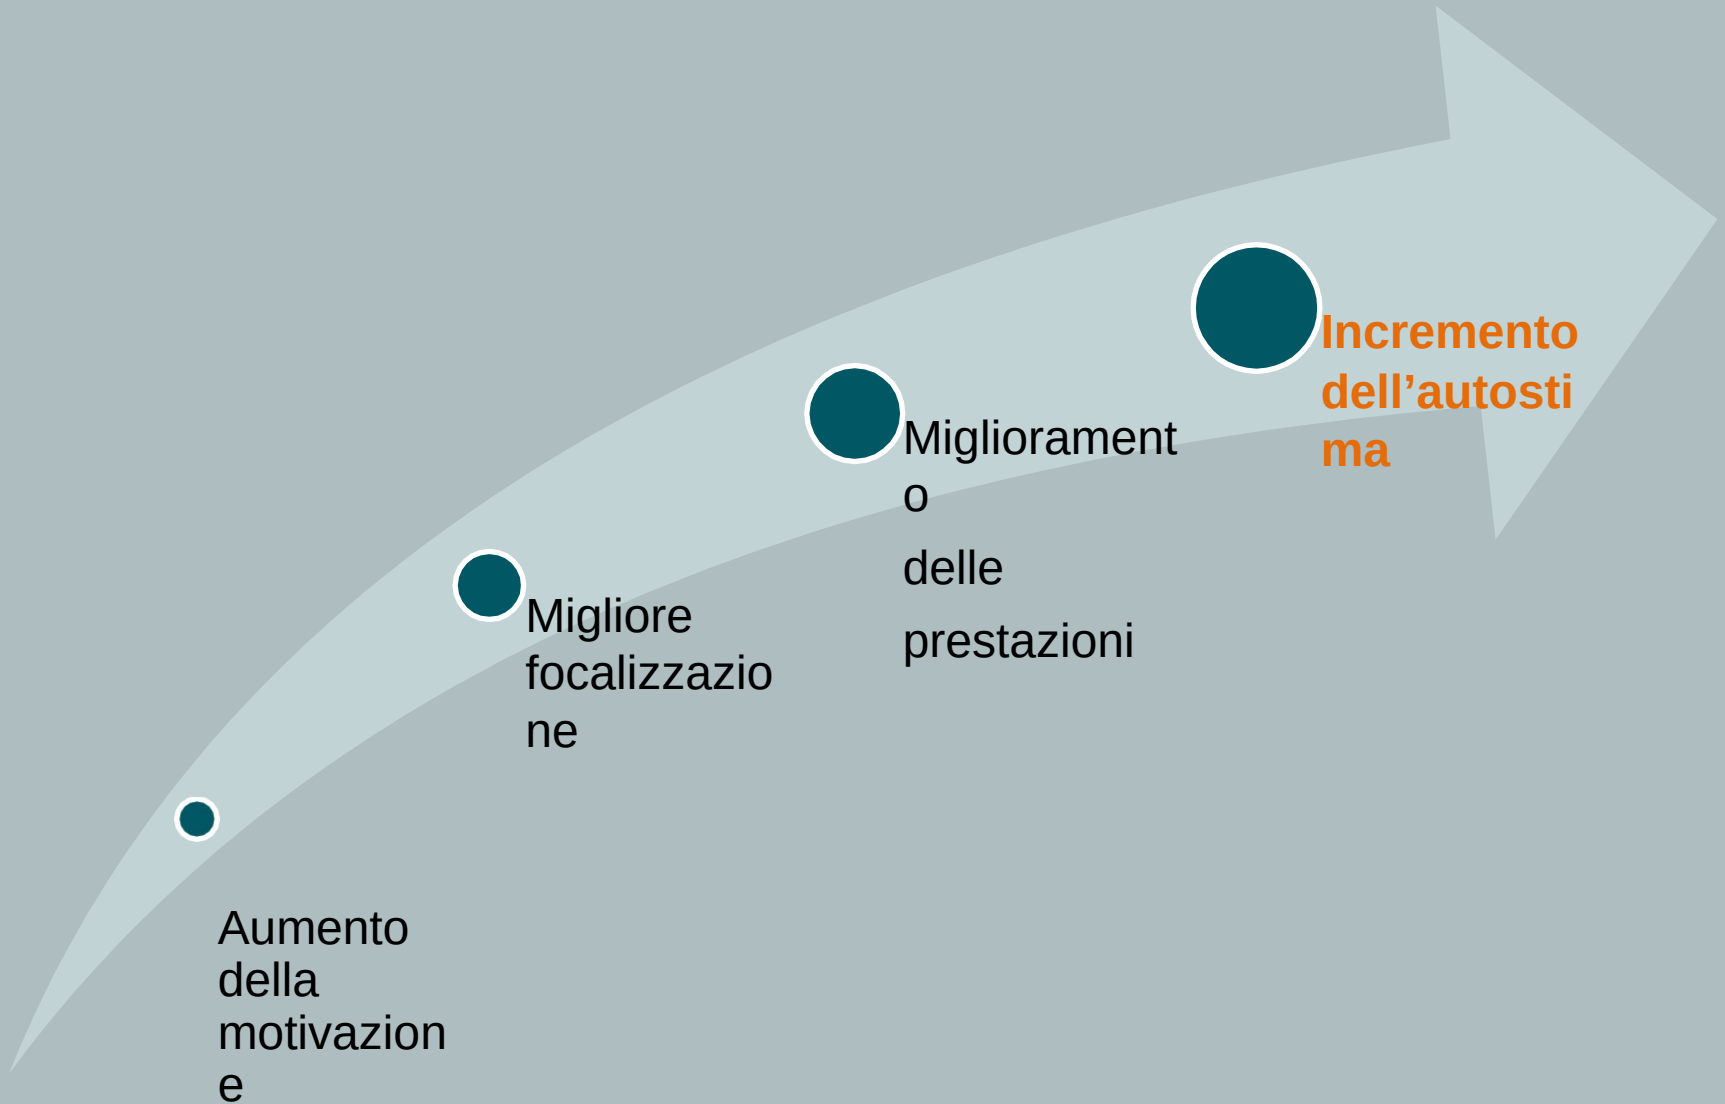 Aumento
della
motivazion
e
Migliore
focalizzazio
ne
Migliorament
o
delle
prestazioni
Incremento
dell’autosti
ma